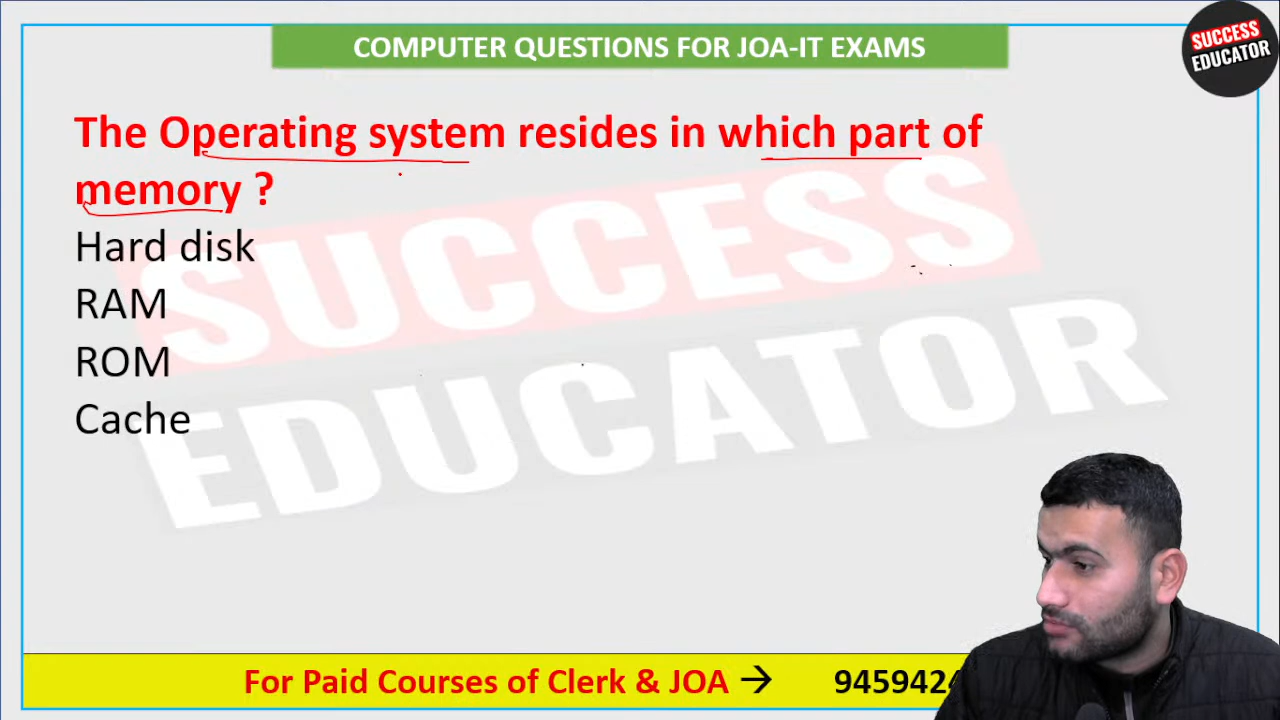 COMPUTER QUESTIONS FOR JOA-IT EXAMS
SUCCESS
EDUCATOR
The Operating system resides in which part of
memory ?
Hard disk
RAM
ROM
Cache
SUCCESS
EDUCATOR
For Paid Courses of Clerk & JOA → 945942